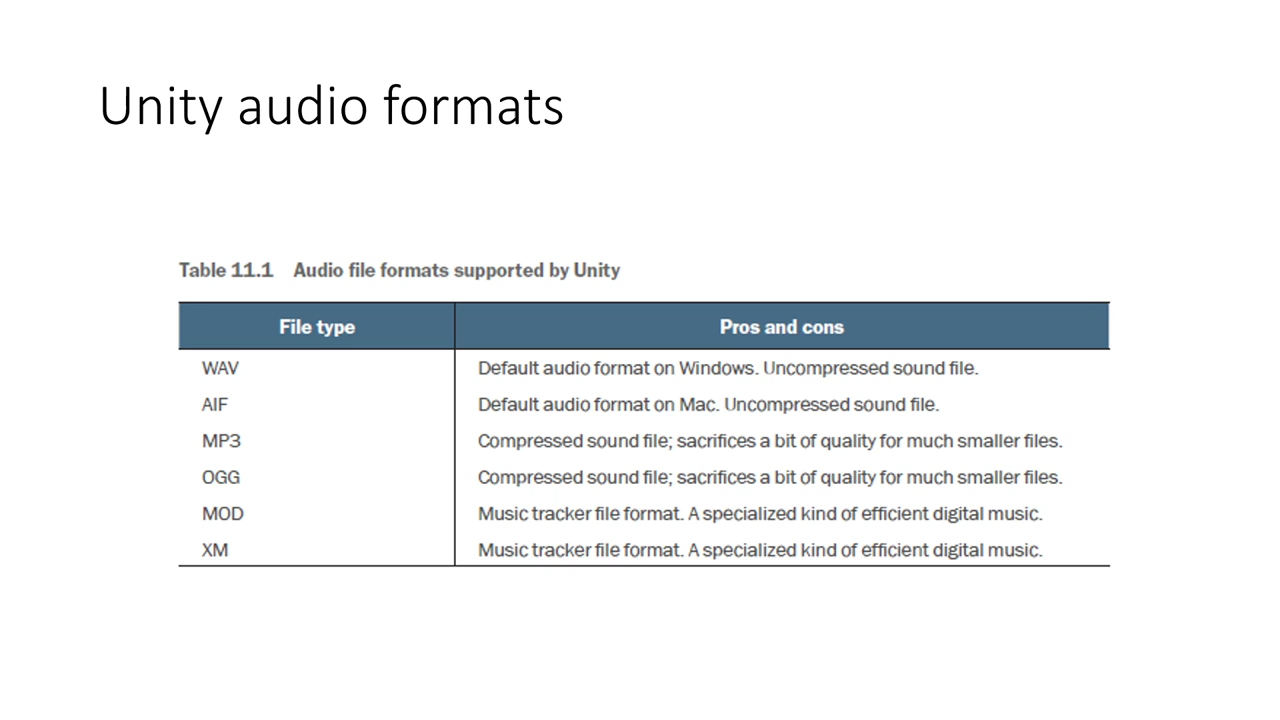 Unity audio formats
Table 11.1 Audio file formats supported by Unity
File type Pros and cons
WAV Default audio format on Windows. Uncompressed sound file.
AIF Default audio format on Mac. Uncompressed sound file.
MP3 Compressed sound file; sacrifices a bit of quality for much smaller files.
OGG Compressed sound file; sacrifices a bit of quality for much smaller files.
MOD Music tracker file format. A specialized kind of efficient digital music.
XM Music tracker file format. A specialized kind of efficient digital music.